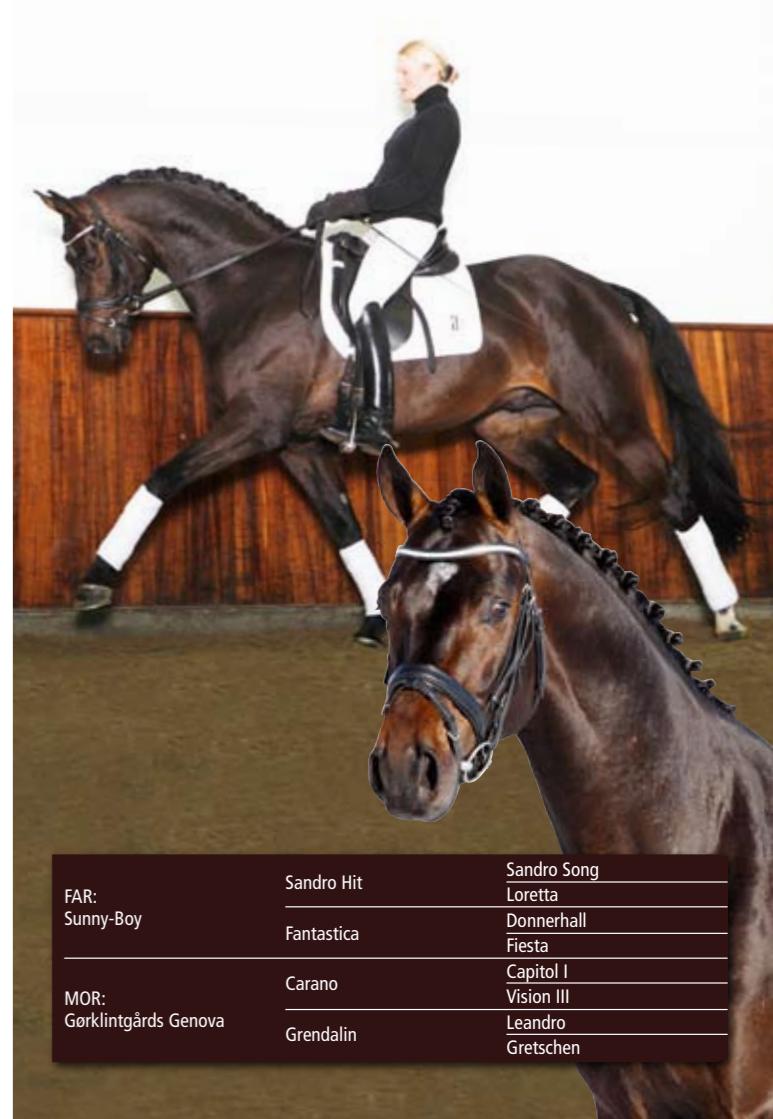 FAR:
Sunny-Boy
Sandro Hit
Sandro Song
Loretta
Fantastica
Donnerhall
Fiesta
MOR:
Gørklintgårds Genova
Carano
Capitol I
Vision III
Grendalin
Leandro
Gretschen